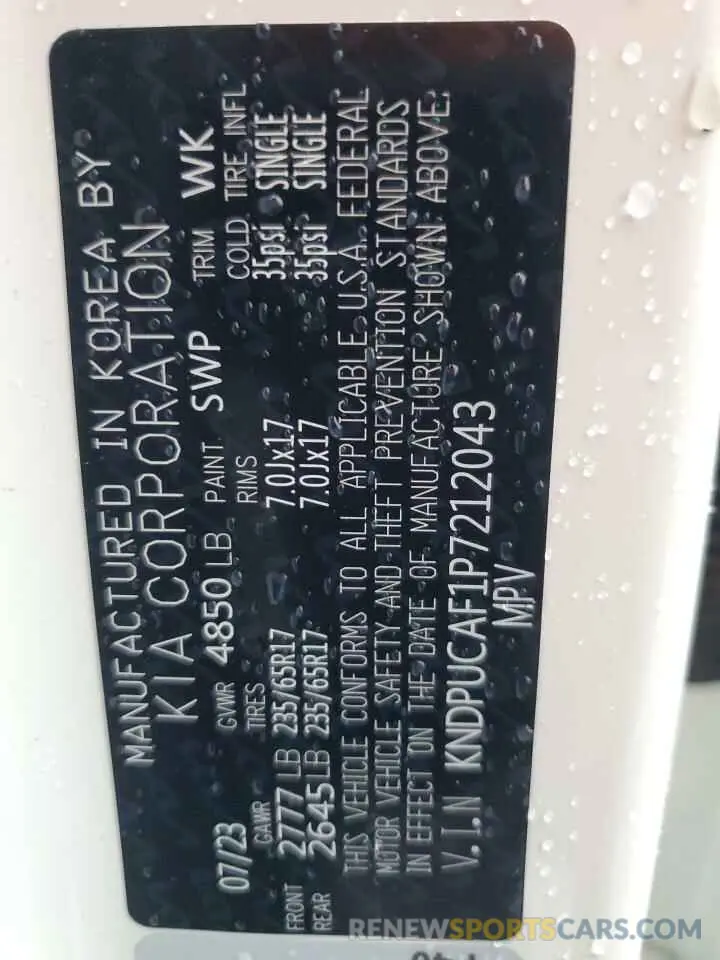 MANUFACTURED IN KOREA BY
KIA CORPORATION
07/23 GVWR 4850 LB PAINT SWP TRIM WK
GAWR TIRES RIMS COLD TIRE INFL
FRONT 2777 LB 235/65R17 7.0Jx17 35psi SINGLE
REAR 2645 LB 235/65R17 7.0Jx17 35psi SINGLE
THIS VEHICLE CONFORMS TO ALL APPLICABLE U.S.A. FEDERAL
MOTOR VEHICLE SAFETY AND THEFT PREVENTION STANDARDS
IN EFFECT ON THE DATE OF MANUFACTURE SHOWN ABOVE.
V.I.N KNDPUCAF1P7212043
MPV
RENEWSPORTSCARS.COM